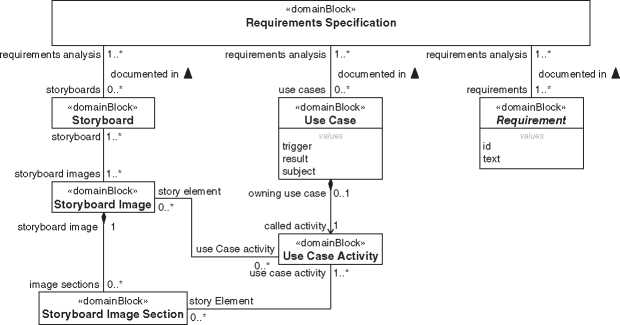 «domainBlock»
Requirements Specification
requirements analysis 1..* requirements analysis 1..* requirements analysis 1..*
documented in ▲ documented in ▲ documented in ▲
storyboards 0..* use cases 0..* requirements 1..*
«domainBlock» «domainBlock» «domainBlock»
Storyboard Use Case Requirement
storyboard 1..* values values
trigger id
result text
subject
storyboard images 1..*
«domainBlock» story element owning use case 0..1
Storyboard Image 0..*
storyboard image 1 called activity 1
«domainBlock»
use Case activity Use Case Activity
0..*
use case activity 1..*
image sections 0..*
«domainBlock» story Element
Storyboard Image Section 0..*